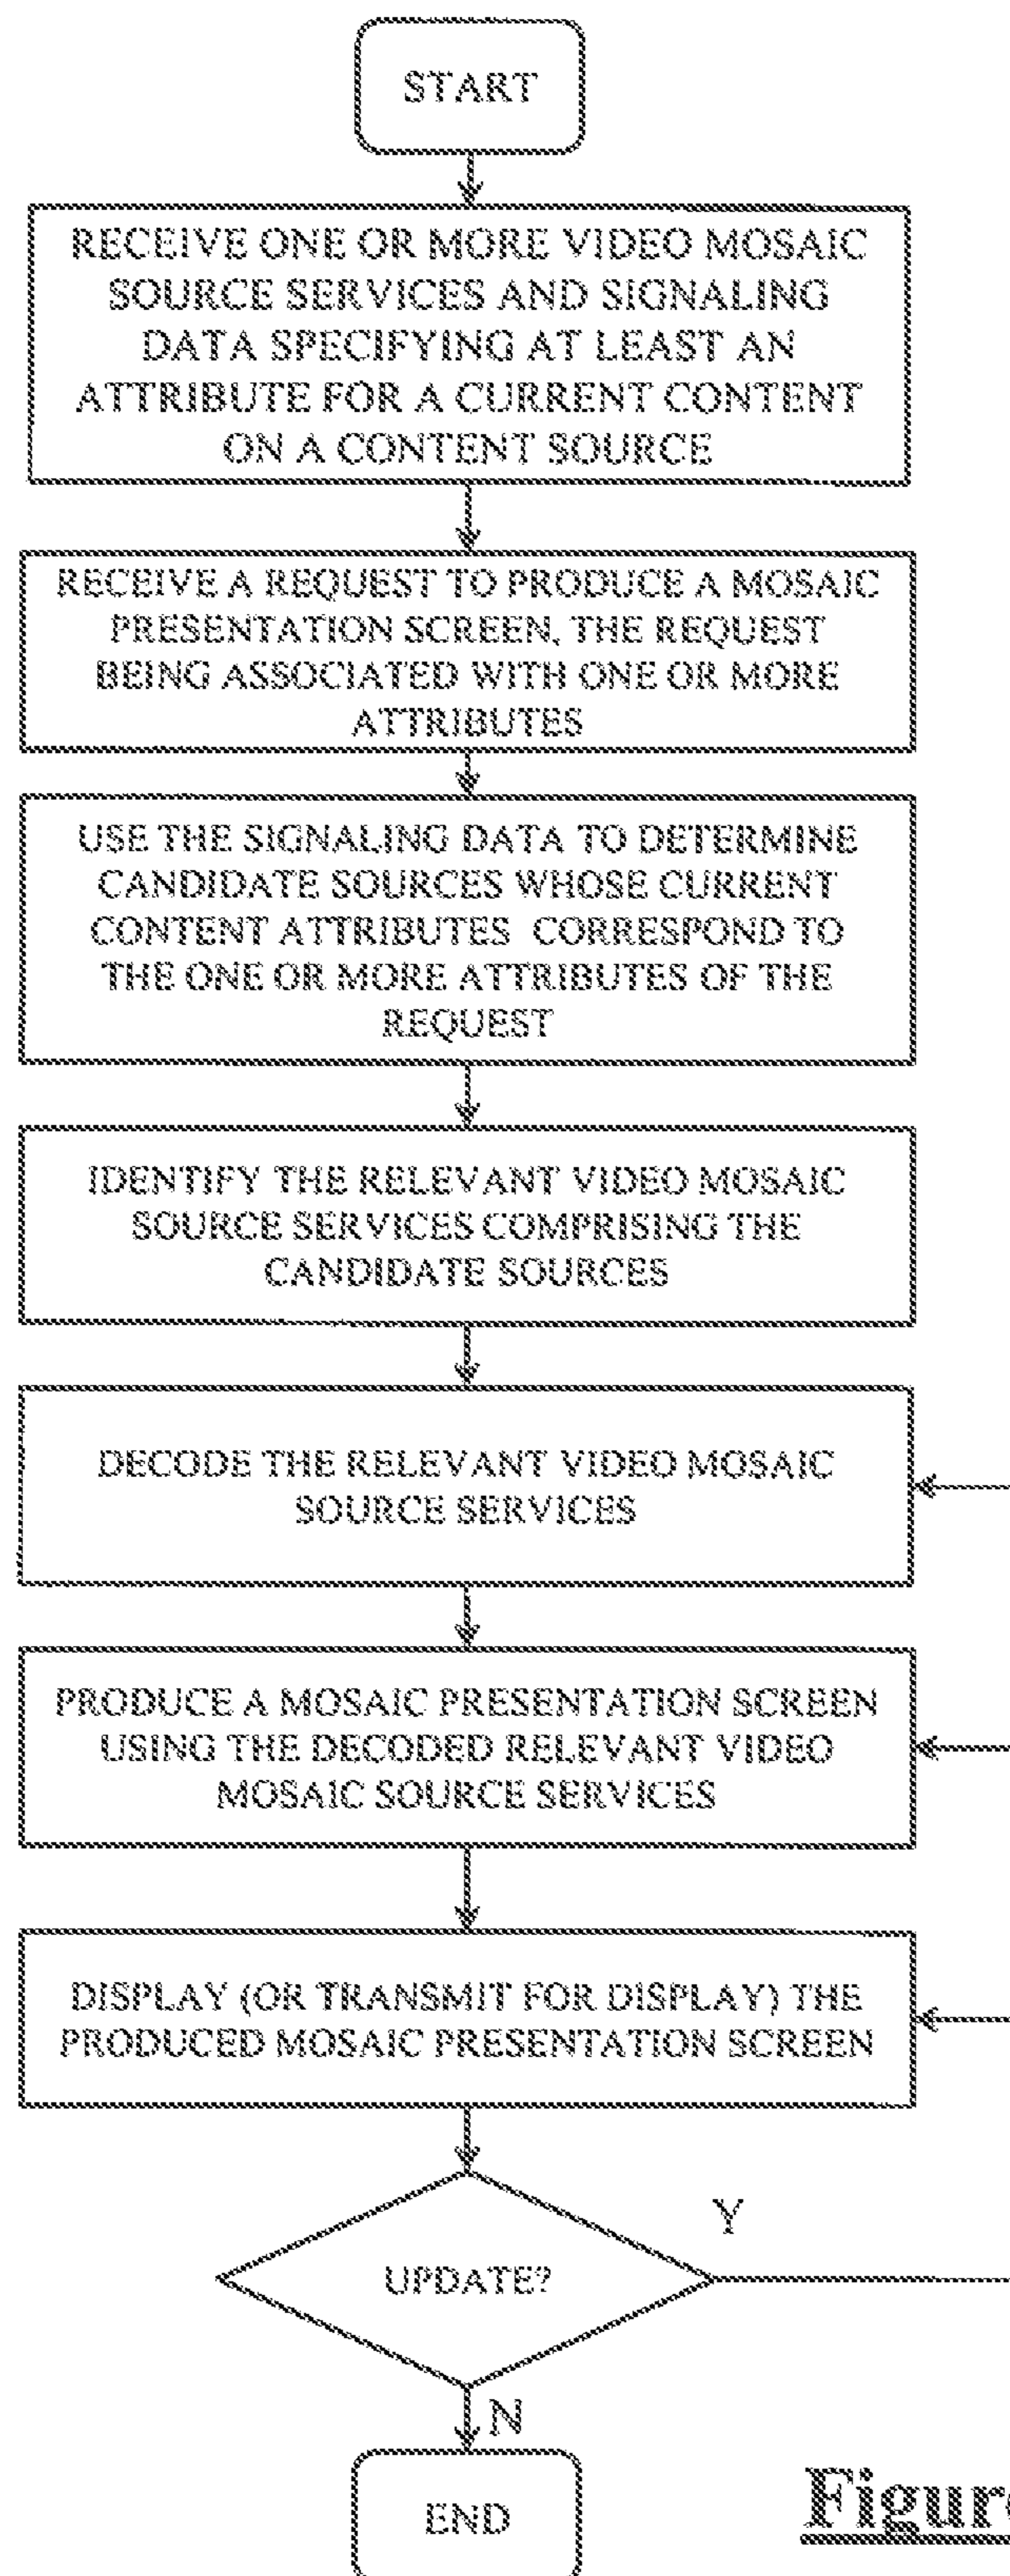 START
RECEIVE ONE OR MORE VIDEO MOSAIC
SOURCE SERVICES AND SIGNALING
DATA SPECIFYING AT LEAST AN
ATTRIBUTE FOR A CURRENT CONTENT
ON A CONTENT SOURCE
RECEIVE A REQUEST TO PRODUCE A MOSAIC
PRESENTATION SCREEN, THE REQUEST
BEING ASSOCIATED WITH ONE OR MORE
ATTRIBUTES
USE THE SIGNALING DATA TO DETERMINE
CANDIDATE SOURCES WHOSE CURRENT
CONTENT ATTRIBUTES CORRESPOND TO
THE ONE OR MORE ATTRIBUTES OF THE
REQUEST
IDENTIFY THE RELEVANT VIDEO MOSAIC
SOURCE SERVICES COMPRISING THE
CANDIDATE SOURCES
DECODE THE RELEVANT VIDEO MOSAIC
SOURCE SERVICES
PRODUCE A MOSAIC PRESENTATION SCREEN
USING THE DECODED RELEVANT VIDEO
MOSAIC SOURCE SERVICES
DISPLAY (OR TRANSMIT FOR DISPLAY) THE
PRODUCED MOSAIC PRESENTATION SCREEN
Y
UPDATE?
N
END
Figure